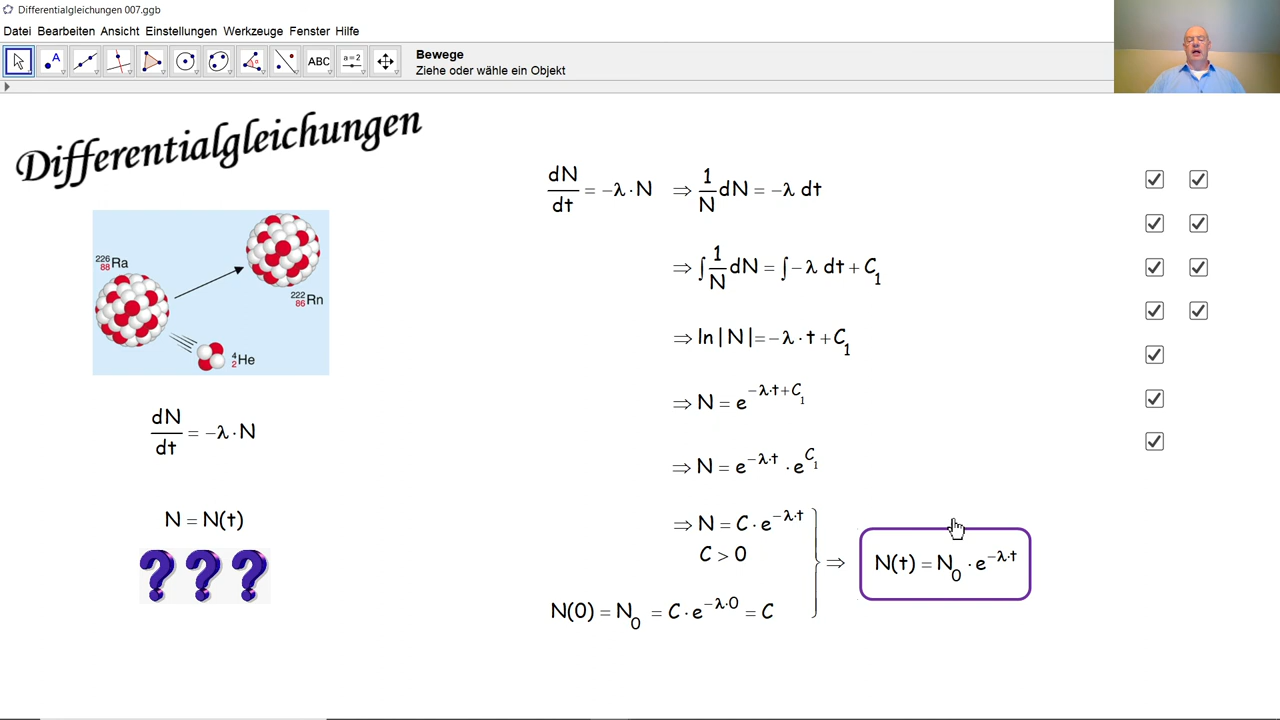 Differentialgleichungen 007.ggb
Datei Bearbeiten Ansicht Einstellungen Werkzeuge Fenster Hilfe
A
ABC
a=2
Bewege
Ziehe oder wähle ein Objekt
Differentialgleichungen
226 88 Ra
222 86 Rn
4 2 He
dN/dt = -λ·N
N = N(t)
???
dN/dt = -λ·N ⇒ 1/N dN = -λ dt
⇒ ∫ 1/N dN = ∫ -λ dt + C₁
⇒ ln|N| = -λ·t + C₁
⇒ N = e^(-λ·t+C₁)
⇒ N = e^(-λ·t) · e^(C₁)
⇒ N = C·e^(-λ·t)
C > 0
N(0) = N₀ = C·e^(-λ·0) = C
⇒ N(t) = N₀·e^(-λ·t)